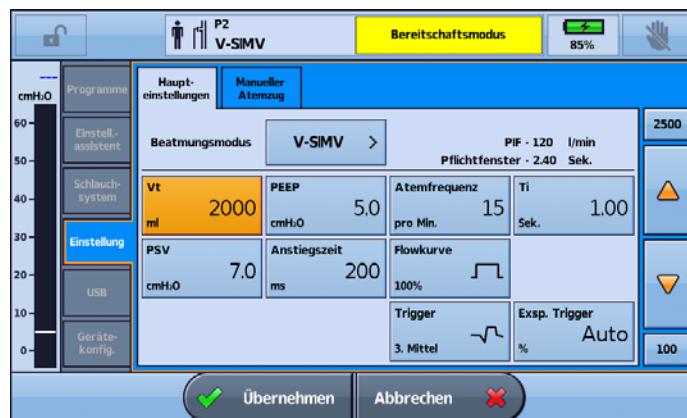 P2
V-SIMV
Bereitschaftsmodus
85%
---
cmH₂O
60
50
40
30
20
10
0
Programme
Einstell.-
assistent
Schlauch-
system
Einstellung
USB
Geräte-
konfig.
Haupt-
einstellungen
Manueller
Atemzug
Beatmungsmodus
V-SIMV >
PIF - 120 l/min
Pflichtfenster - 2.40 Sek.
Vt
2000
ml
PEEP
5.0
cmH₂O
Atemfrequenz
15
pro Min.
Ti
1.00
Sek.
PSV
7.0
cmH₂O
Anstiegszeit
200
ms
Flowkurve
100%
Trigger
3. Mittel
Exsp. Trigger
Auto
%
2500
100
Übernehmen
Abbrechen